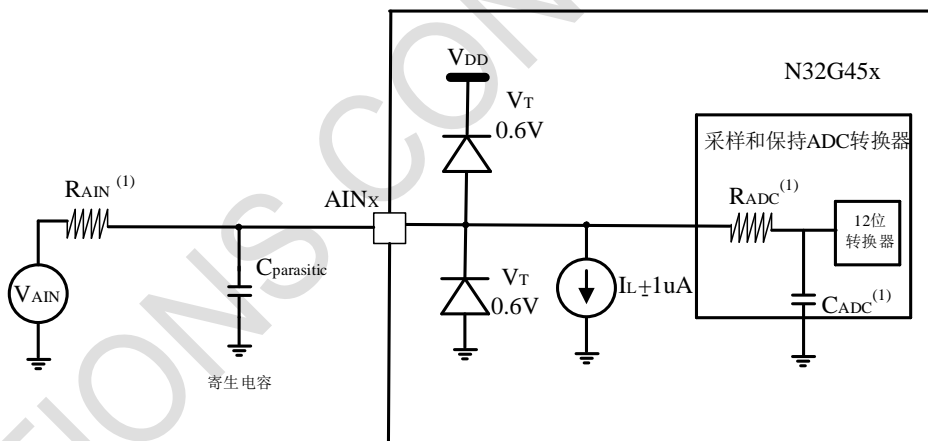 VDD
N32G45x
VT
0.6V
采样和保持ADC转换器
RAIN(1)
AINx
RADC(1)
12位
转换器
Cparasitic
VT
0.6V
IL±1uA
VAIN
CADC(1)
寄生电容
TIONS CON